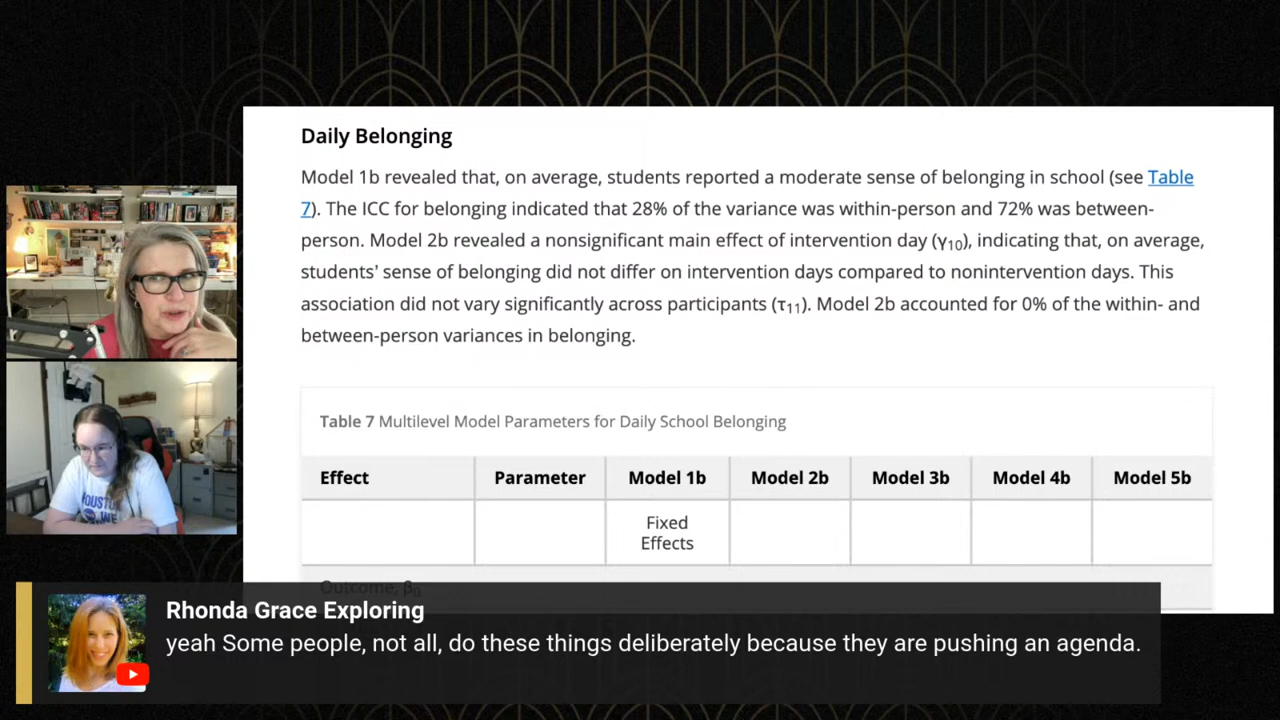 Daily Belonging
Model 1b revealed that, on average, students reported a moderate sense of belonging in school (see Table
7). The ICC for belonging indicated that 28% of the variance was within-person and 72% was between-
person. Model 2b revealed a nonsignificant main effect of intervention day (γ10), indicating that, on average,
students' sense of belonging did not differ on intervention days compared to nonintervention days. This
association did not vary significantly across participants (τ11). Model 2b accounted for 0% of the within- and
between-person variances in belonging.
Table 7 Multilevel Model Parameters for Daily School Belonging
Effect Parameter Model 1b Model 2b Model 3b Model 4b Model 5b
Fixed
Effects
Outcome, β0
HOUSTON
WE
Rhonda Grace Exploring
yeah Some people, not all, do these things deliberately because they are pushing an agenda.